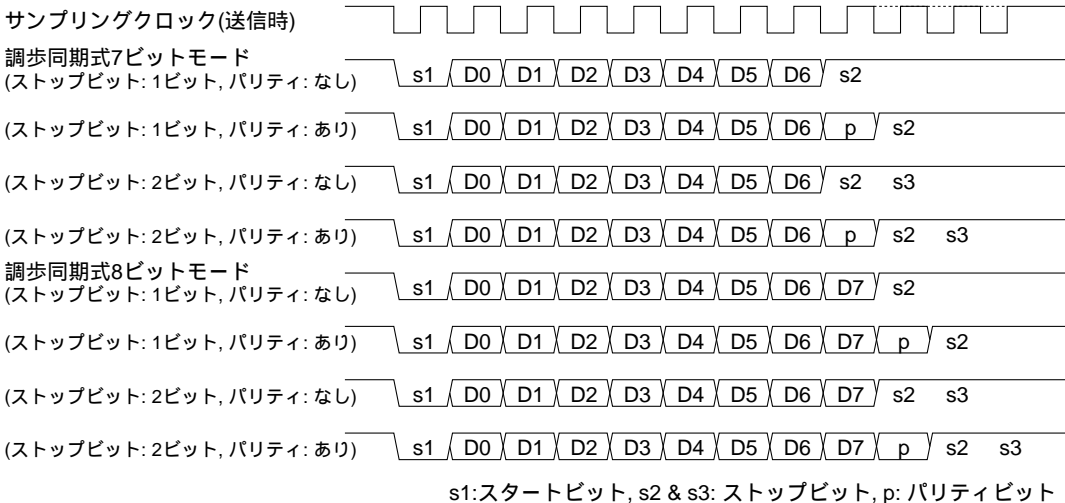 サンプリングクロック(送信時)
調歩同期式7ビットモード
(ストップビット: 1ビット, パリティ: なし) s1 D0 D1 D2 D3 D4 D5 D6 s2
(ストップビット: 1ビット, パリティ: あり) s1 D0 D1 D2 D3 D4 D5 D6 p s2
(ストップビット: 2ビット, パリティ: なし) s1 D0 D1 D2 D3 D4 D5 D6 s2 s3
(ストップビット: 2ビット, パリティ: あり) s1 D0 D1 D2 D3 D4 D5 D6 p s2 s3
調歩同期式8ビットモード
(ストップビット: 1ビット, パリティ: なし) s1 D0 D1 D2 D3 D4 D5 D6 D7 s2
(ストップビット: 1ビット, パリティ: あり) s1 D0 D1 D2 D3 D4 D5 D6 D7 p s2
(ストップビット: 2ビット, パリティ: なし) s1 D0 D1 D2 D3 D4 D5 D6 D7 s2 s3
(ストップビット: 2ビット, パリティ: あり) s1 D0 D1 D2 D3 D4 D5 D6 D7 p s2 s3
s1:スタートビット, s2 & s3: ストップビット, p: パリティビット